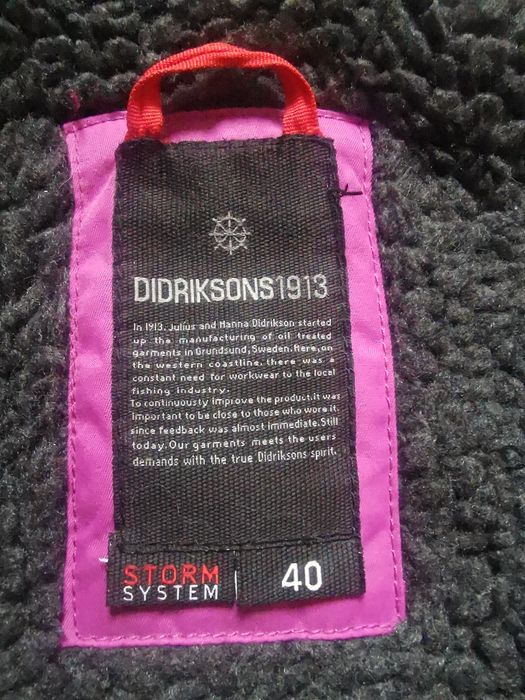 DIDRIKSONS1913
In 1913, Julius and Hanna Didrikson started
up the manufacturing of oil treated
garments in Grundsund, Sweden. Here, on
the western coastline, there was a
constant need for workwear to the local
fishing industry.
To continuously improve the product, it was
important to be close to those who wore it,
since feedback was almost immediate. Still
today. Our garments meets the users
demands with the true Didriksons spirit.
STORM
SYSTEM
40